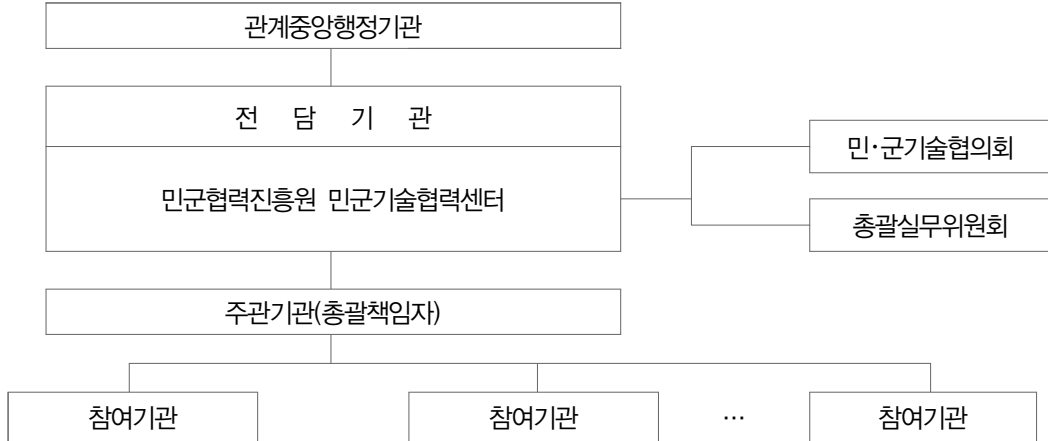 관계중앙행정기관
전 담 기 관
민군협력진흥원 민군기술협력센터
민·군기술협의회
총괄실무위원회
주관기관(총괄책임자)
참여기관 참여기관 … 참여기관